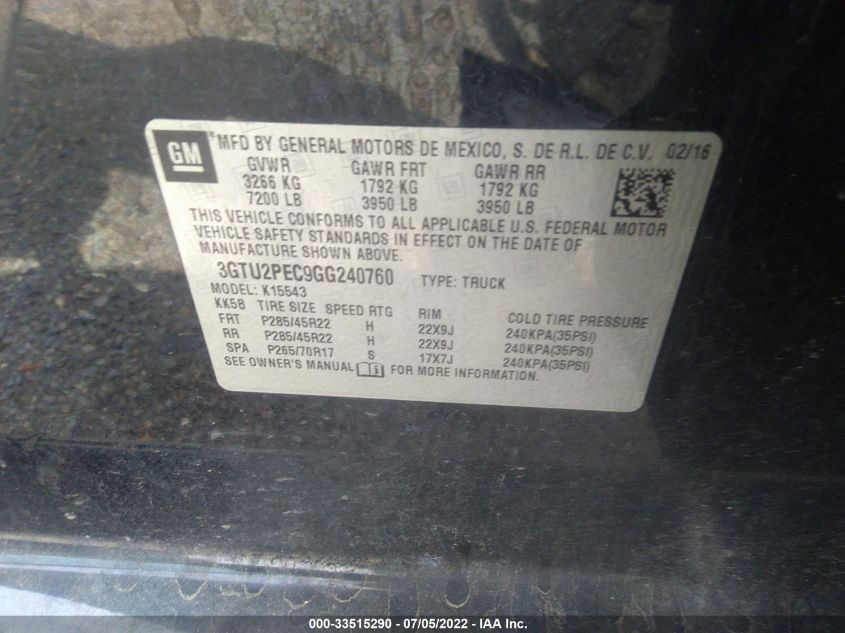 GM ® MFD BY GENERAL MOTORS DE MEXICO, S. DE R.L. DE C.V. 02/16
GVWR GAWR FRT GAWR RR
3266 KG 1792 KG 1792 KG
7200 LB 3950 LB 3950 LB
THIS VEHICLE CONFORMS TO ALL APPLICABLE U.S. FEDERAL MOTOR
VEHICLE SAFETY STANDARDS IN EFFECT ON THE DATE OF
MANUFACTURE SHOWN ABOVE.
3GTU2PEC9GG240760 TYPE: TRUCK
MODEL: K15543
KK5B TIRE SIZE SPEED RTG RIM COLD TIRE PRESSURE
FRT P285/45R22 H 22X9J 240KPA(35PSI)
RR P285/45R22 H 22X9J 240KPA(35PSI)
SPA P265/70R17 S 17X7J 240KPA(35PSI)
SEE OWNER'S MANUAL FOR MORE INFORMATION.
000-33515290 - 07/05/2022 - IAA Inc.